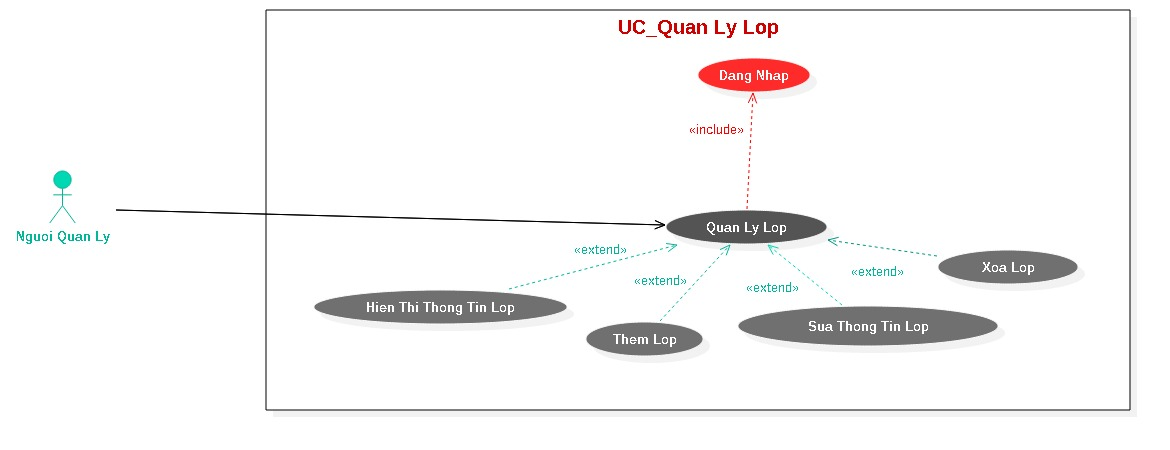 UC_Quan Ly Lop
Dang Nhap
«include»
Nguoi Quan Ly
Quan Ly Lop
«extend»
«extend»
«extend»
«extend»
Xoa Lop
Hien Thi Thong Tin Lop
Them Lop
Sua Thong Tin Lop